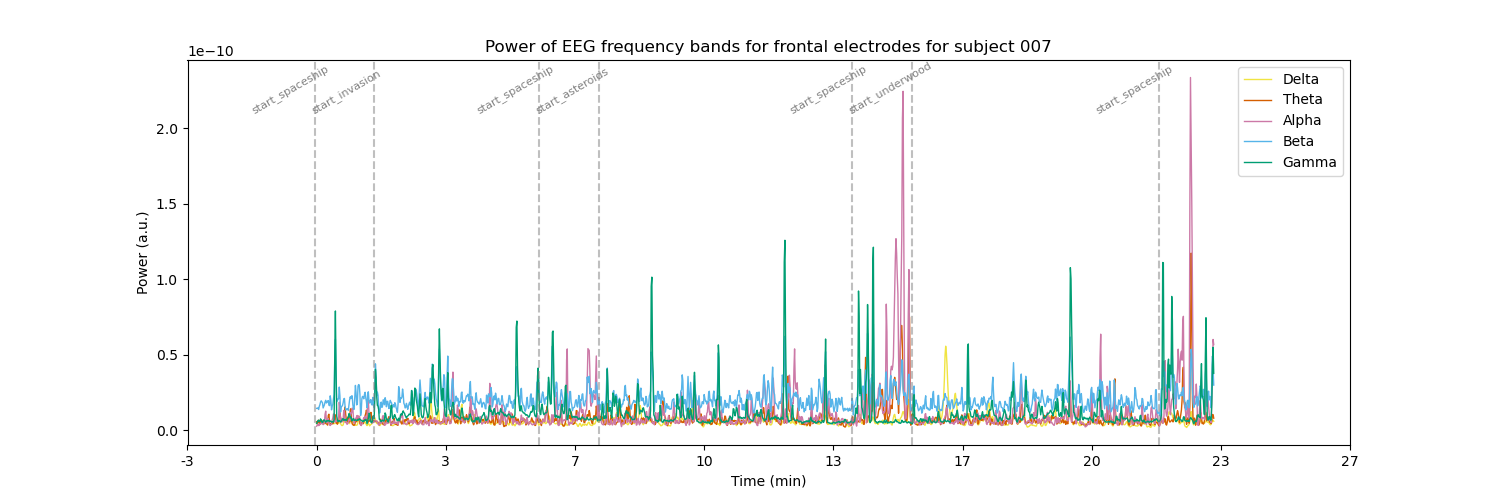 Power of EEG frequency bands for frontal electrodes for subject 007
1e−10
start_spaceship
start_invasion
start_spaceship
start_asteroids
start_spaceship
start_underwood
start_spaceship
Delta
Theta
Alpha
Beta
Gamma
2.0
1.5
1.0
0.5
0.0
Power (a.u.)
-3 0 3 7 10 13 17 20 23 27
Time (min)